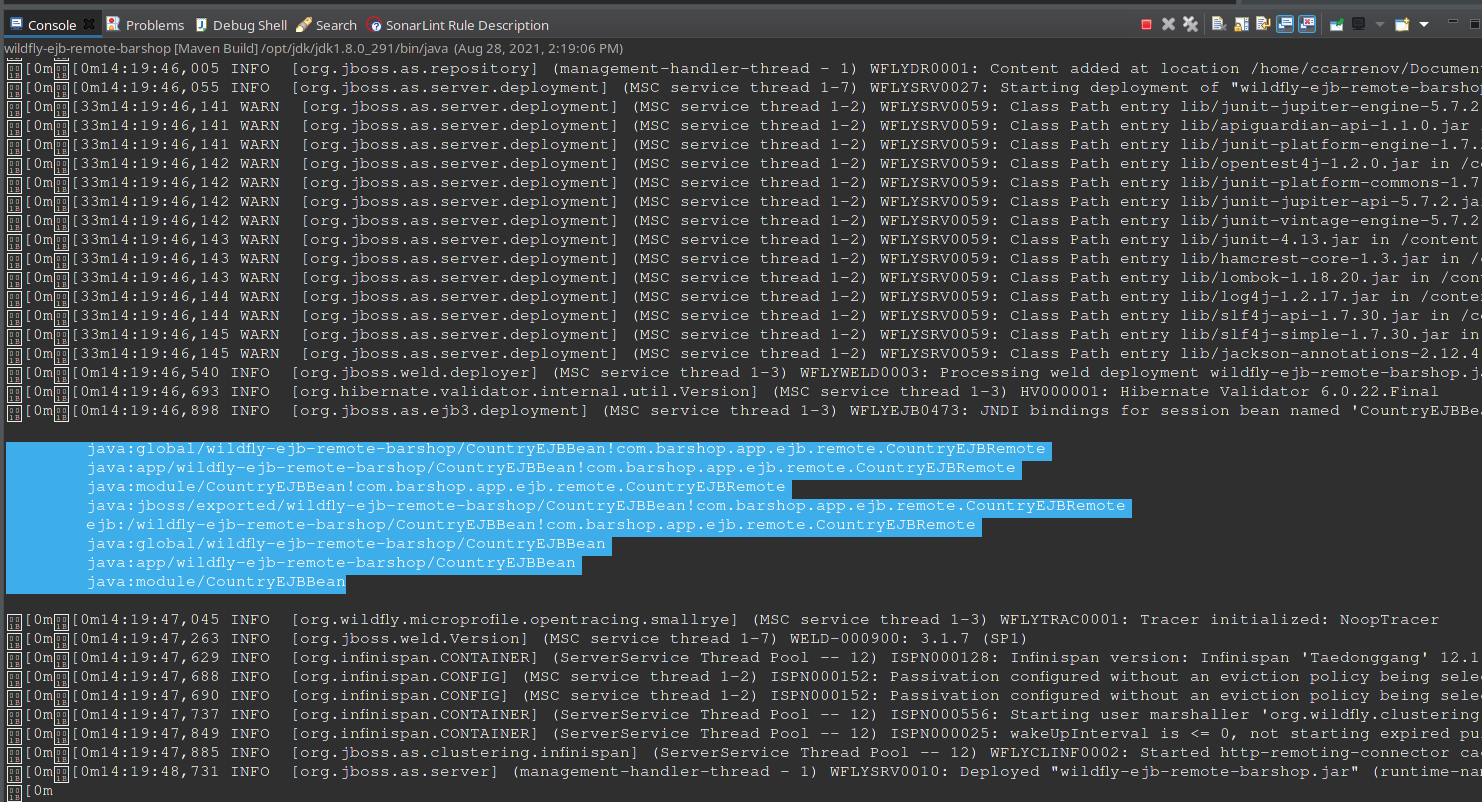 Console Problems Debug Shell Search SonarLint Rule Description
wildfly-ejb-remote-barshop [Maven Build] /opt/jdk/jdk1.8.0_291/bin/java (Aug 28, 2021, 2:19:06 PM)
[0m[0m14:19:46,005 INFO [org.jboss.as.repository] (management-handler-thread - 1) WFLYDR0001: Content added at location /home/ccarrenov/Documen
[0m[0m14:19:46,055 INFO [org.jboss.as.server.deployment] (MSC service thread 1-7) WFLYSRV0027: Starting deployment of "wildfly-ejb-remote-barshop
[0m[33m14:19:46,141 WARN [org.jboss.as.server.deployment] (MSC service thread 1-2) WFLYSRV0059: Class Path entry lib/junit-jupiter-engine-5.7.2
[0m[33m14:19:46,141 WARN [org.jboss.as.server.deployment] (MSC service thread 1-2) WFLYSRV0059: Class Path entry lib/apiguardian-api-1.1.0.jar
[0m[33m14:19:46,141 WARN [org.jboss.as.server.deployment] (MSC service thread 1-2) WFLYSRV0059: Class Path entry lib/junit-platform-engine-1.7.
[0m[33m14:19:46,142 WARN [org.jboss.as.server.deployment] (MSC service thread 1-2) WFLYSRV0059: Class Path entry lib/opentest4j-1.2.0.jar in /co
[0m[33m14:19:46,142 WARN [org.jboss.as.server.deployment] (MSC service thread 1-2) WFLYSRV0059: Class Path entry lib/junit-platform-commons-1.7
[0m[33m14:19:46,142 WARN [org.jboss.as.server.deployment] (MSC service thread 1-2) WFLYSRV0059: Class Path entry lib/junit-jupiter-api-5.7.2.ja
[0m[33m14:19:46,142 WARN [org.jboss.as.server.deployment] (MSC service thread 1-2) WFLYSRV0059: Class Path entry lib/junit-vintage-engine-5.7.2
[0m[33m14:19:46,143 WARN [org.jboss.as.server.deployment] (MSC service thread 1-2) WFLYSRV0059: Class Path entry lib/junit-4.13.jar in /content
[0m[33m14:19:46,143 WARN [org.jboss.as.server.deployment] (MSC service thread 1-2) WFLYSRV0059: Class Path entry lib/hamcrest-core-1.3.jar in /c
[0m[33m14:19:46,143 WARN [org.jboss.as.server.deployment] (MSC service thread 1-2) WFLYSRV0059: Class Path entry lib/lombok-1.18.20.jar in /con
[0m[33m14:19:46,144 WARN [org.jboss.as.server.deployment] (MSC service thread 1-2) WFLYSRV0059: Class Path entry lib/log4j-1.2.17.jar in /conte
[0m[33m14:19:46,144 WARN [org.jboss.as.server.deployment] (MSC service thread 1-2) WFLYSRV0059: Class Path entry lib/slf4j-api-1.7.30.jar in /c
[0m[33m14:19:46,145 WARN [org.jboss.as.server.deployment] (MSC service thread 1-2) WFLYSRV0059: Class Path entry lib/slf4j-simple-1.7.30.jar in
[0m[33m14:19:46,145 WARN [org.jboss.as.server.deployment] (MSC service thread 1-2) WFLYSRV0059: Class Path entry lib/jackson-annotations-2.12.4
[0m[0m14:19:46,540 INFO [org.jboss.weld.deployer] (MSC service thread 1-3) WFLYWELD0003: Processing weld deployment wildfly-ejb-remote-barshop.j
[0m[0m14:19:46,693 INFO [org.hibernate.validator.internal.util.Version] (MSC service thread 1-3) HV000001: Hibernate Validator 6.0.22.Final
[0m[0m14:19:46,898 INFO [org.jboss.as.ejb3.deployment] (MSC service thread 1-3) WFLYEJB0473: JNDI bindings for session bean named 'CountryEJBBea
java:global/wildfly-ejb-remote-barshop/CountryEJBBean!com.barshop.app.ejb.remote.CountryEJBRemote
java:app/wildfly-ejb-remote-barshop/CountryEJBBean!com.barshop.app.ejb.remote.CountryEJBRemote
java:module/CountryEJBBean!com.barshop.app.ejb.remote.CountryEJBRemote
java:jboss/exported/wildfly-ejb-remote-barshop/CountryEJBBean!com.barshop.app.ejb.remote.CountryEJBRemote
ejb:/wildfly-ejb-remote-barshop/CountryEJBBean!com.barshop.app.ejb.remote.CountryEJBRemote
java:global/wildfly-ejb-remote-barshop/CountryEJBBean
java:app/wildfly-ejb-remote-barshop/CountryEJBBean
java:module/CountryEJBBean
[0m[0m14:19:47,045 INFO [org.wildfly.microprofile.opentracing.smallrye] (MSC service thread 1-3) WFLYTRAC0001: Tracer initialized: NoopTracer
[0m[0m14:19:47,263 INFO [org.jboss.weld.Version] (MSC service thread 1-7) WELD-000900: 3.1.7 (SP1)
[0m[0m14:19:47,629 INFO [org.infinispan.CONTAINER] (ServerService Thread Pool -- 12) ISPN000128: Infinispan version: Infinispan 'Taedonggang' 12.1
[0m[0m14:19:47,688 INFO [org.infinispan.CONFIG] (MSC service thread 1-2) ISPN000152: Passivation configured without an eviction policy being sele
[0m[0m14:19:47,690 INFO [org.infinispan.CONFIG] (MSC service thread 1-2) ISPN000152: Passivation configured without an eviction policy being sele
[0m[0m14:19:47,737 INFO [org.infinispan.CONTAINER] (ServerService Thread Pool -- 12) ISPN000556: Starting user marshaller 'org.wildfly.clustering
[0m[0m14:19:47,849 INFO [org.infinispan.CONTAINER] (ServerService Thread Pool -- 12) ISPN000025: wakeUpInterval is <= 0, not starting expired pu
[0m[0m14:19:47,885 INFO [org.jboss.as.clustering.infinispan] (ServerService Thread Pool -- 12) WFLYCLINF0002: Started http-remoting-connector ca
[0m[0m14:19:48,731 INFO [org.jboss.as.server] (management-handler-thread - 1) WFLYSRV0010: Deployed "wildfly-ejb-remote-barshop.jar" (runtime-na
[0m